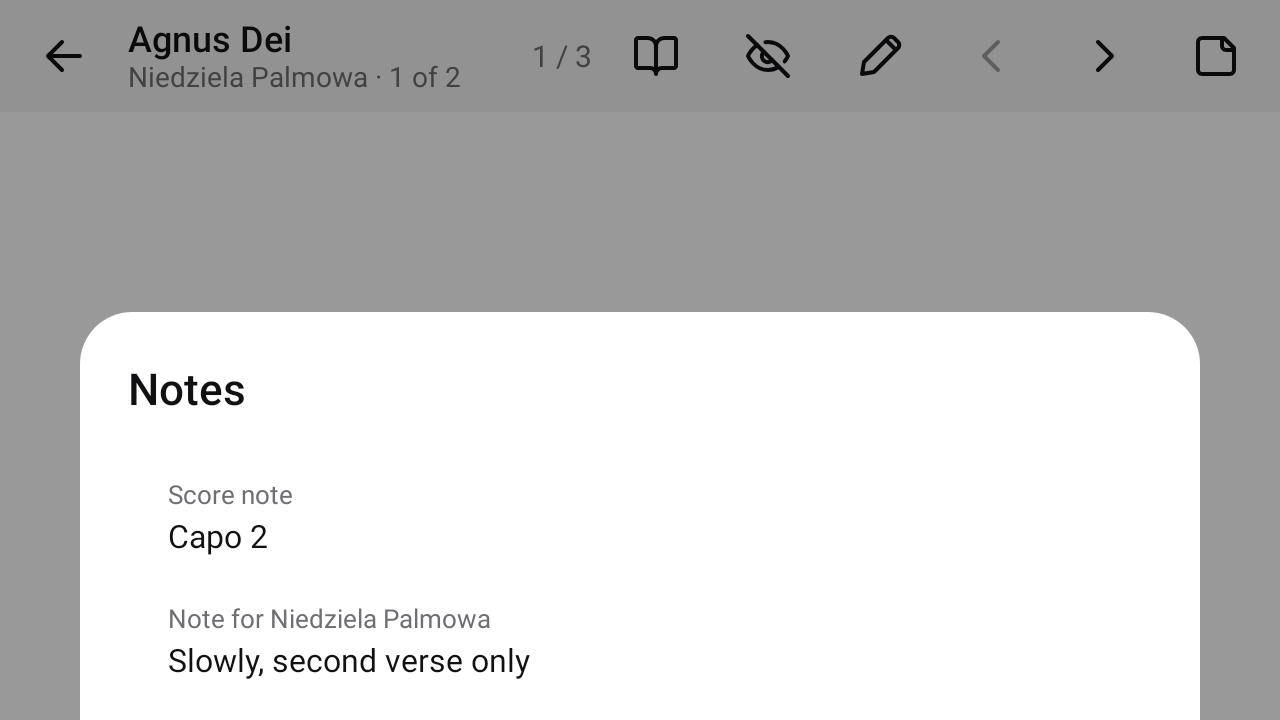 Agnus Dei
Niedziela Palmowa · 1 of 2
1 / 3
Notes
Score note
Capo 2
Note for Niedziela Palmowa
Slowly, second verse only